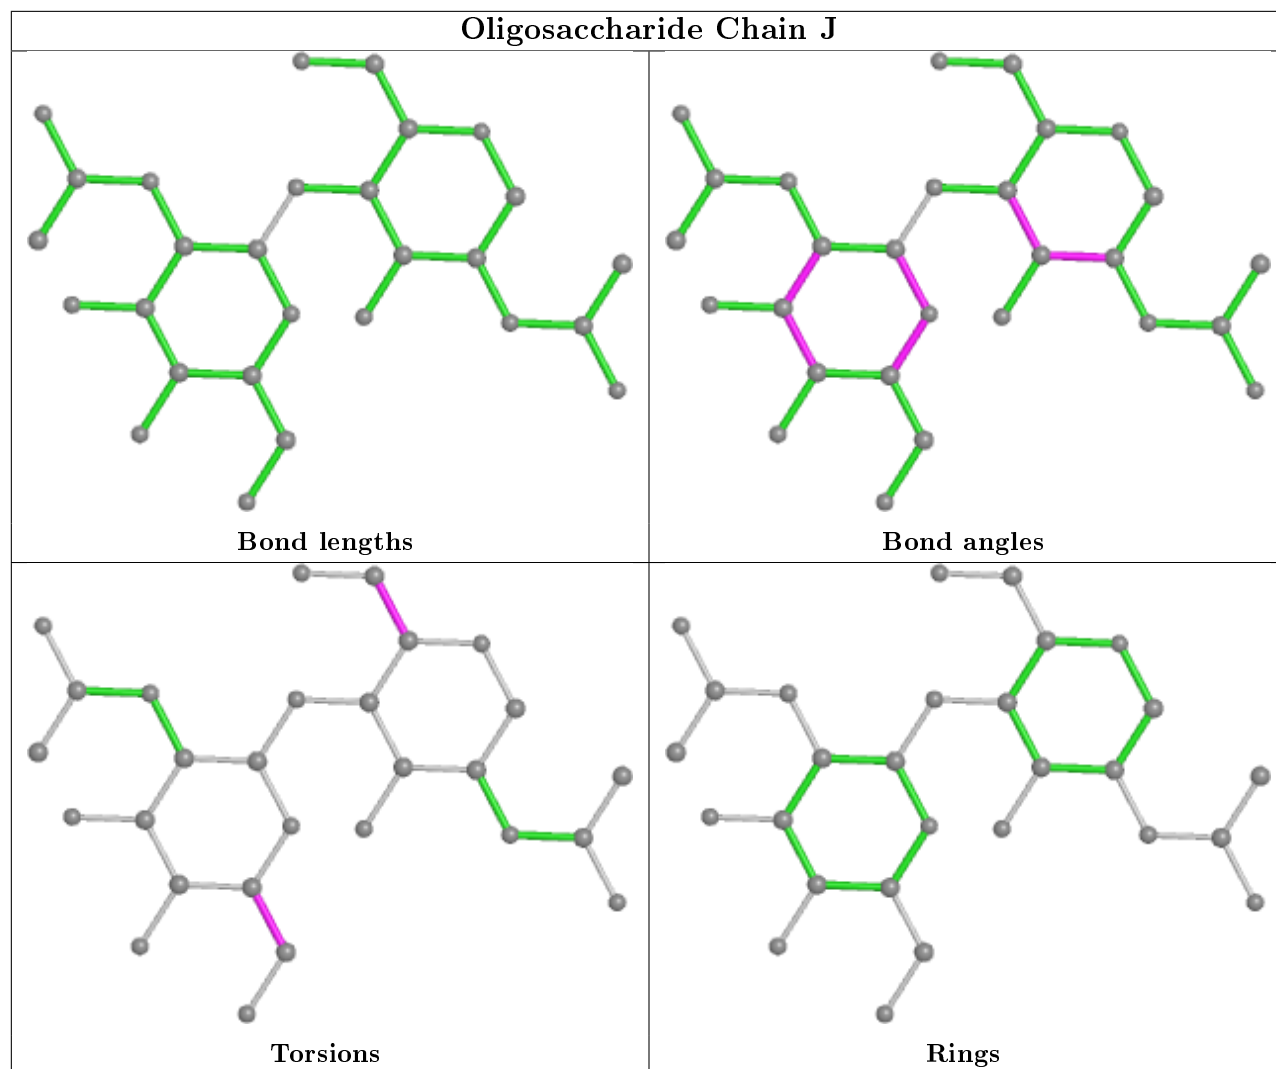 Oligosaccharide Chain J
Bond lengths
Bond angles
Torsions
Rings